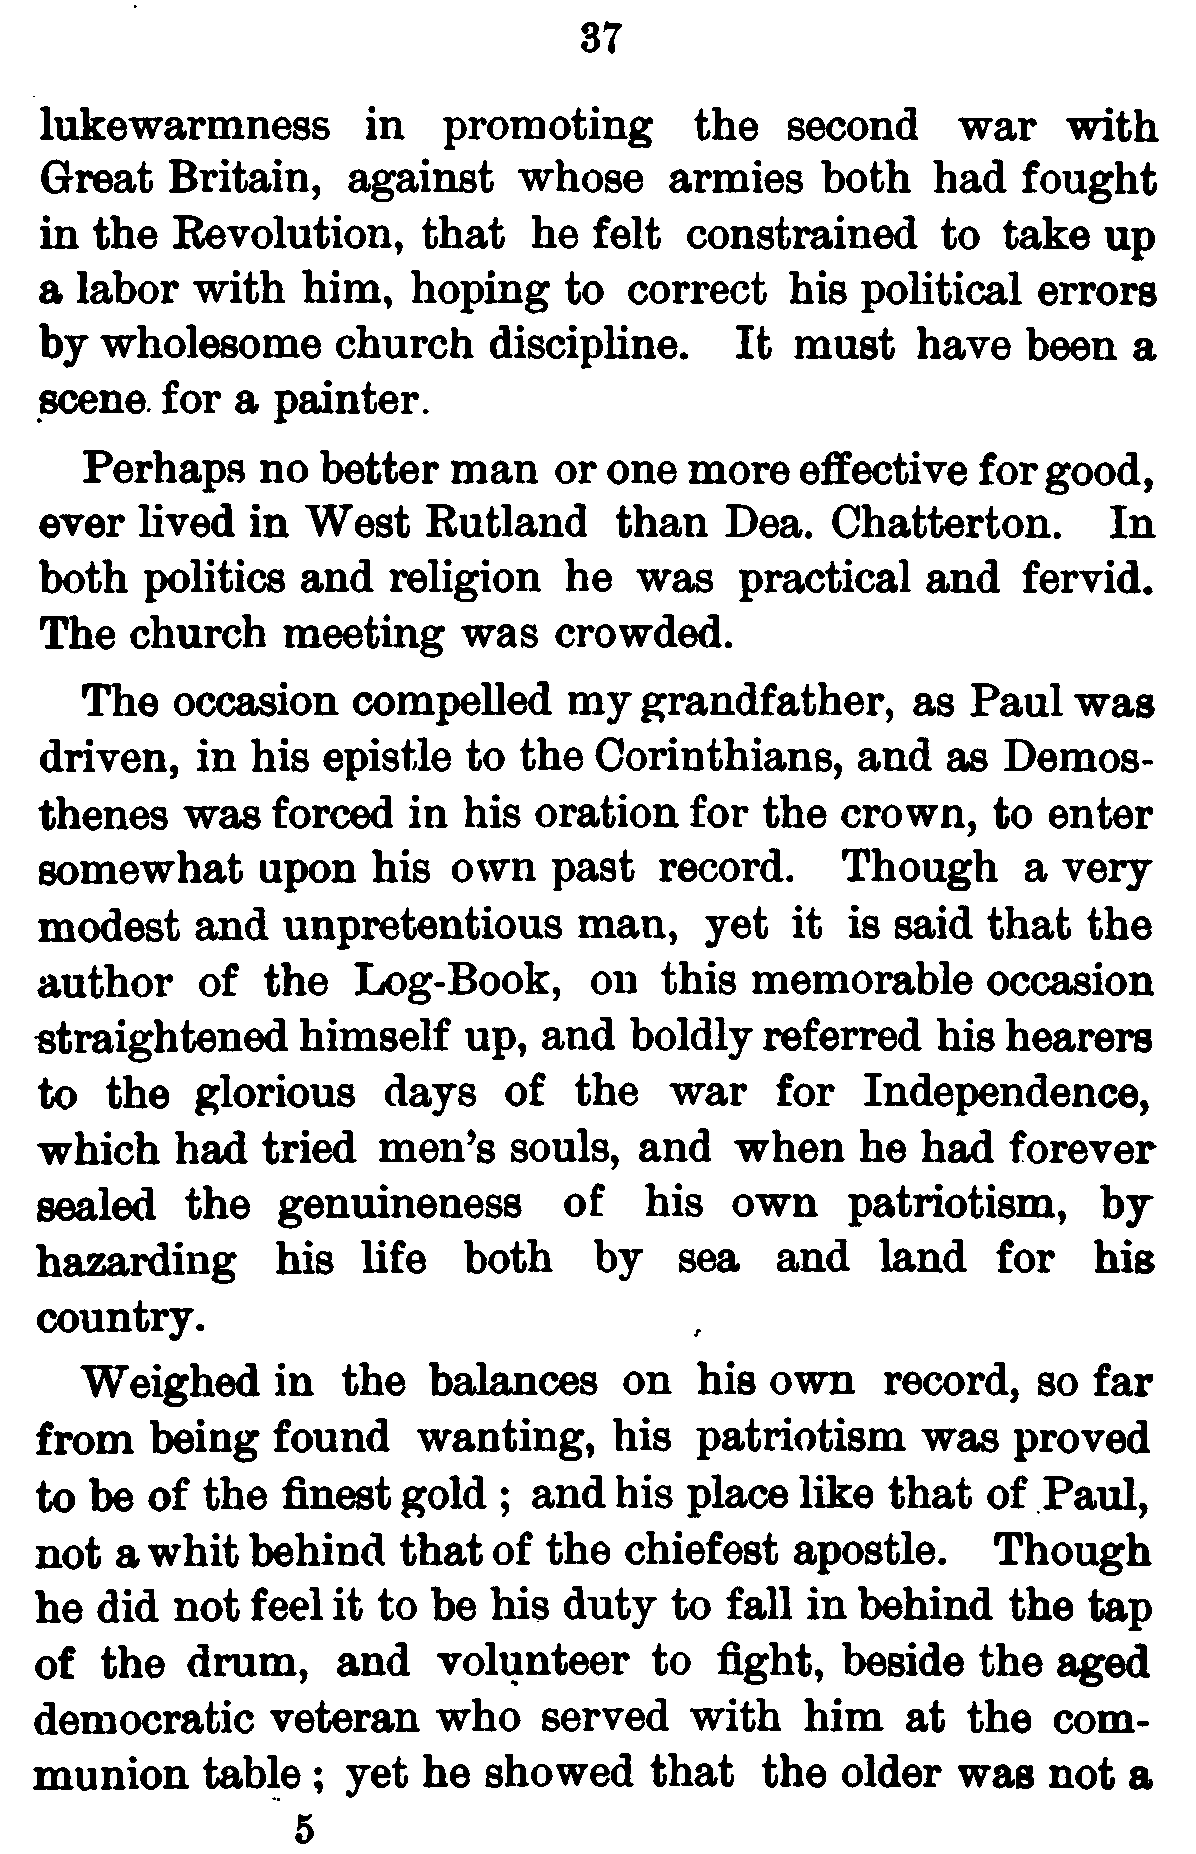 37
lukewarmness in promoting the second war with
Great Britain, against whose armies both had fought
in the Revolution, that he felt constrained to take up
a labor with him, hoping to correct his political errors
by wholesome church discipline. It must have been a
scene for a painter.
Perhaps no better man or one more effective for good,
ever lived in West Rutland than Dea. Chatterton. In
both politics and religion he was practical and fervid.
The church meeting was crowded.
The occasion compelled my grandfather, as Paul was
driven, in his epistle to the Corinthians, and as Demos-
thenes was forced in his oration for the crown, to enter
somewhat upon his own past record. Though a very
modest and unpretentious man, yet it is said that the
author of the Log-Book, on this memorable occasion
straightened himself up, and boldly referred his hearers
to the glorious days of the war for Independence,
which had tried men's souls, and when he had forever
sealed the genuineness of his own patriotism, by
hazarding his life both by sea and land for his
country.
Weighed in the balances on his own record, so far
from being found wanting, his patriotism was proved
to be of the finest gold ; and his place like that of Paul,
not a whit behind that of the chiefest apostle. Though
he did not feel it to be his duty to fall in behind the tap
of the drum, and volunteer to fight, beside the aged
democratic veteran who served with him at the com-
munion table ; yet he showed that the older was not a
5